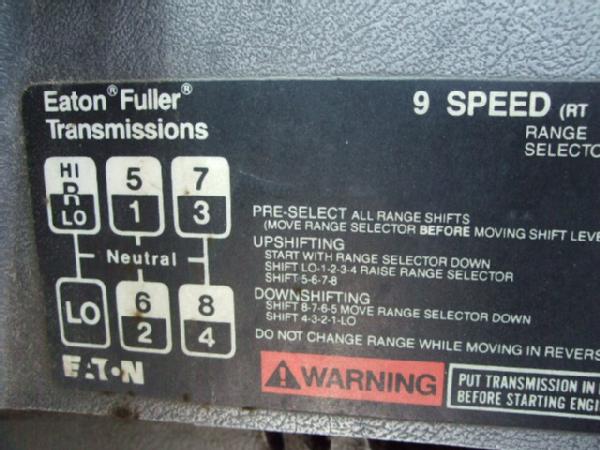 Eaton® Fuller®
Transmissions
9 SPEED (RT
RANGE
SELECTO
HI
R
LO
5
1
7
3
Neutral
LO
6
2
8
4
PRE-SELECT ALL RANGE SHIFTS
(MOVE RANGE SELECTOR BEFORE MOVING SHIFT LEVE
UPSHIFTING
START WITH RANGE SELECTOR DOWN
SHIFT LO-1-2-3-4 RAISE RANGE SELECTOR
SHIFT 5-6-7-8
DOWNSHIFTING
SHIFT 8-7-6-5 MOVE RANGE SELECTOR DOWN
SHIFT 4-3-2-1-LO
DO NOT CHANGE RANGE WHILE MOVING IN REVERS
EATON
WARNING
PUT TRANSMISSION IN
BEFORE STARTING ENGI